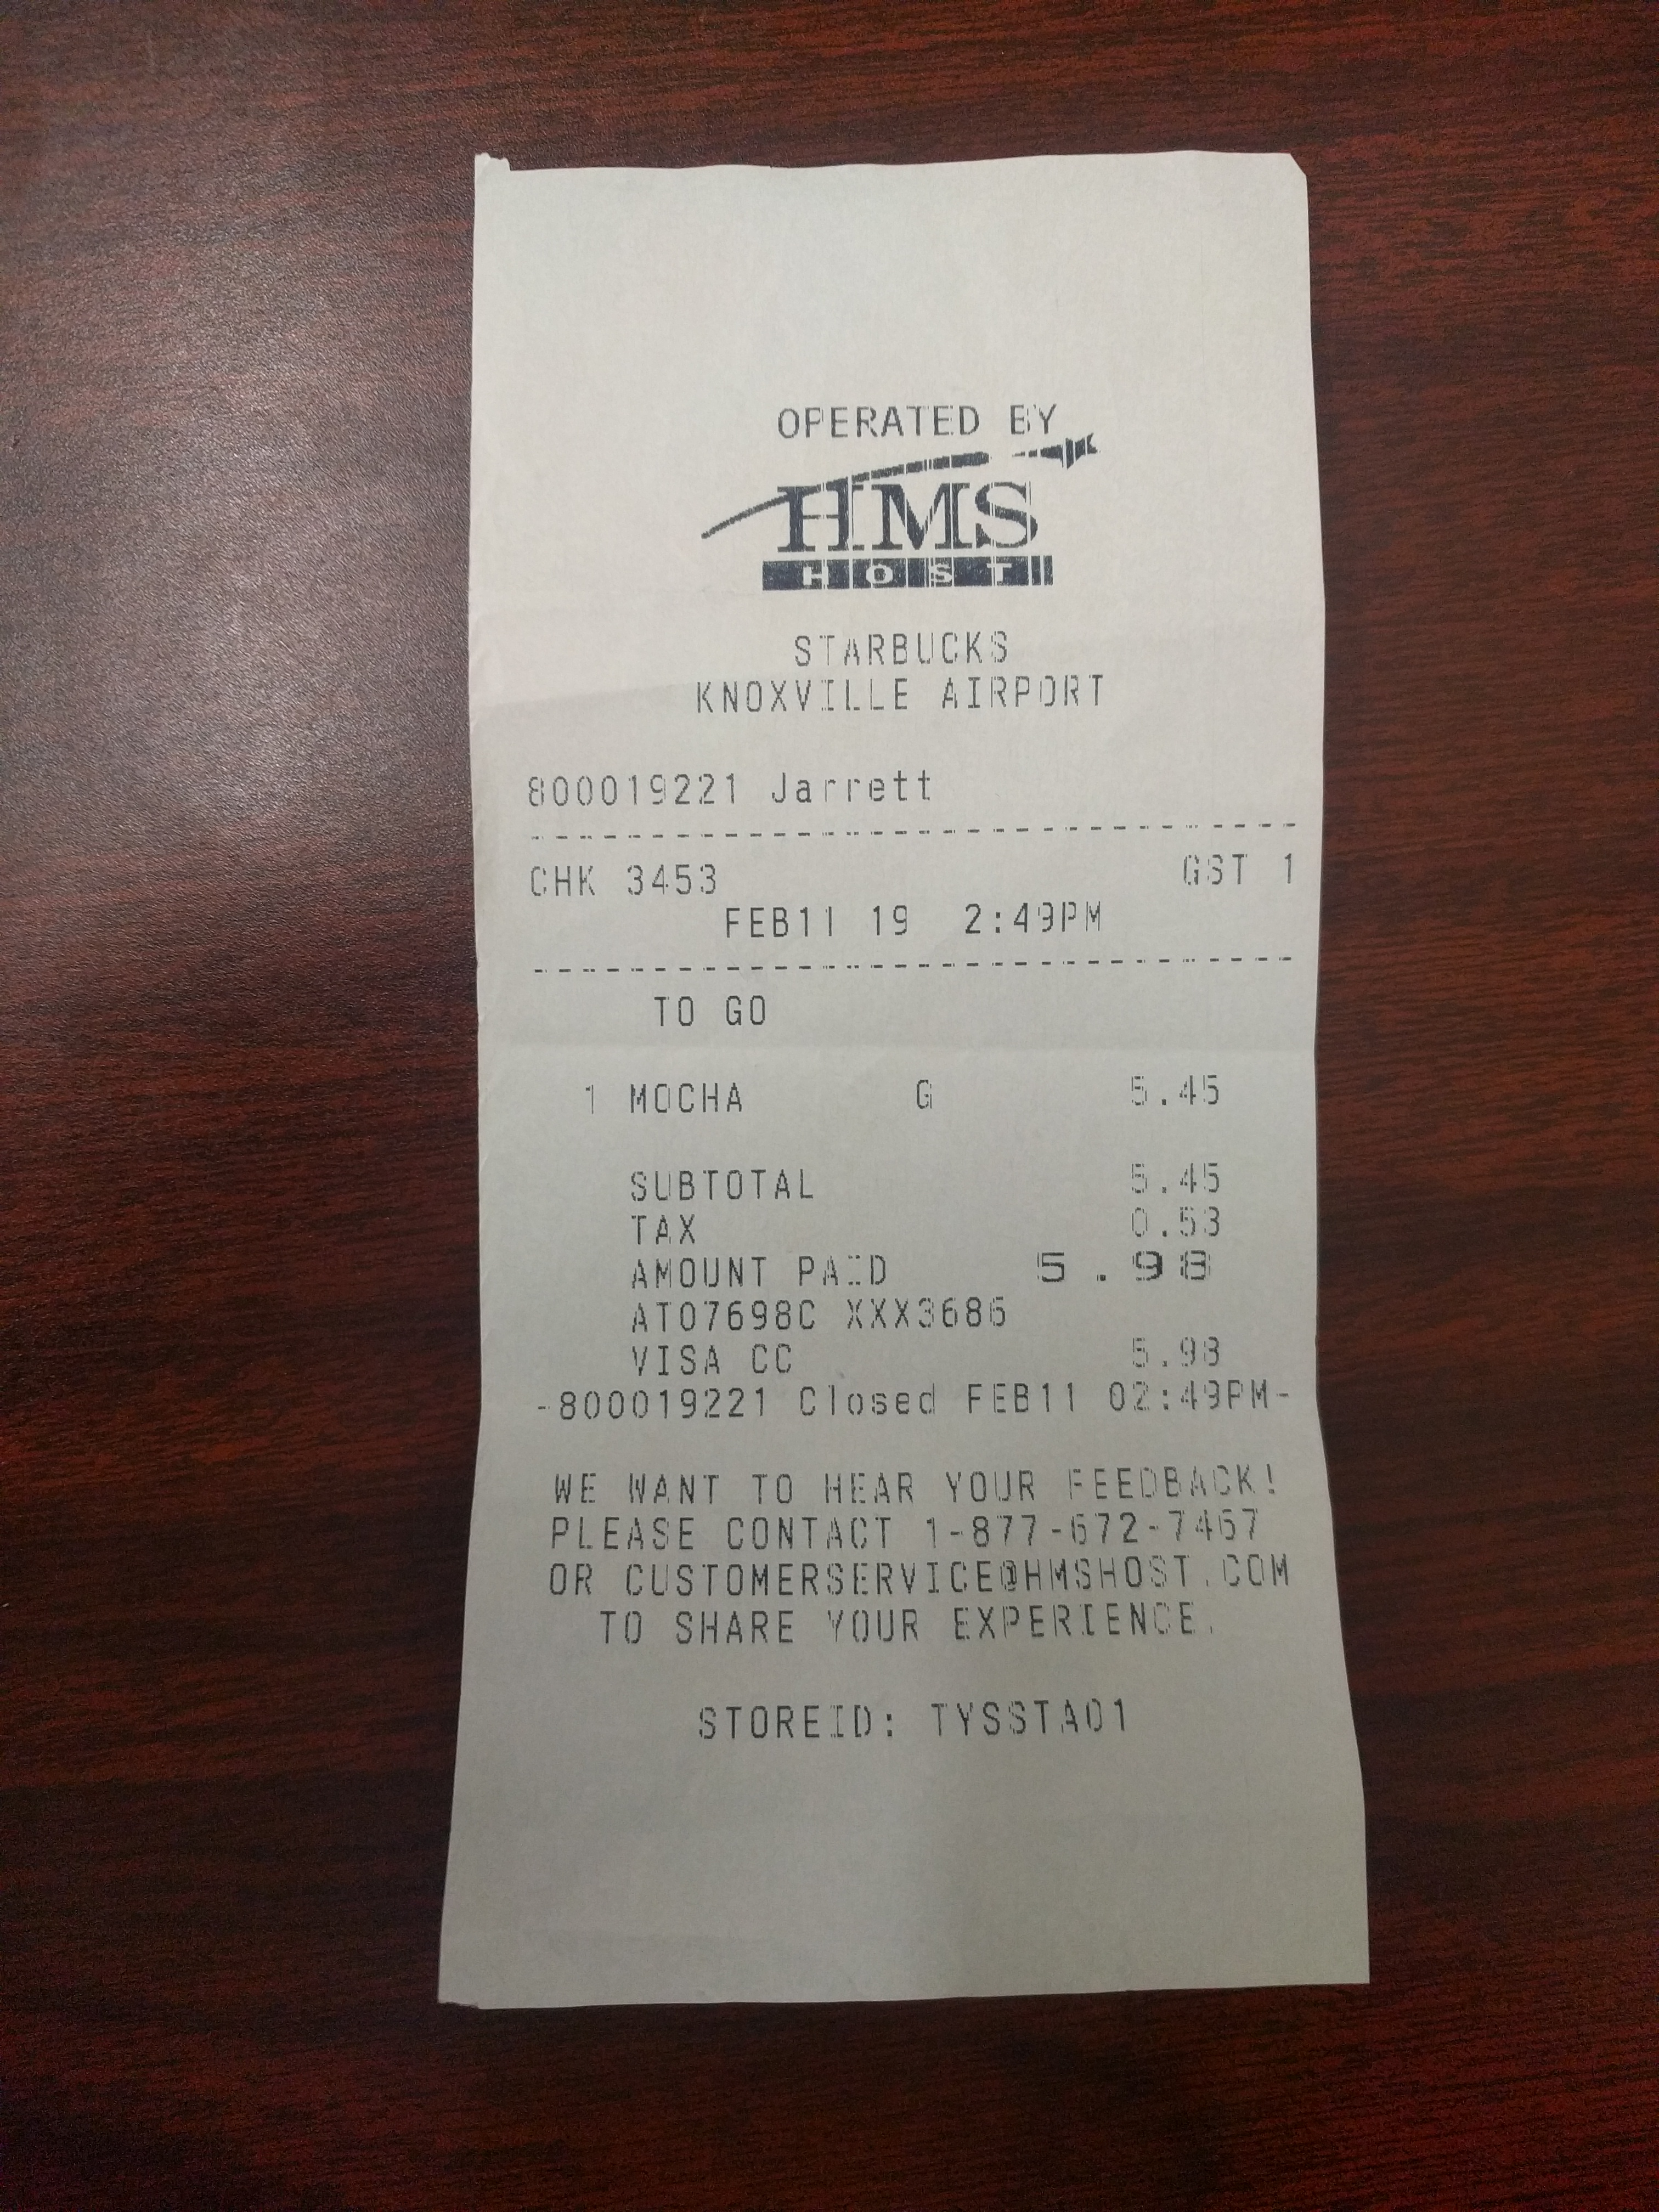 OPERATED BY
HMS
HOST
STARBUCKS
KNOXVILLE AIRPORT
800019221 Jarrett
CHK 3453 GST 1
FEB11 19 2:49PM
TO GO
1 MOCHA G 5.45
SUBTOTAL 5.45
TAX 0.53
AMOUNT PAID 5.98
AT07698C XXX3686
VISA CC 5.98
-800019221 Closed FEB11 02:49PM-
WE WANT TO HEAR YOUR FEEDBACK!
PLEASE CONTACT 1-877-672-7467
OR CUSTOMERSERVICE@HMSHOST.COM
TO SHARE YOUR EXPERIENCE.
STOREID: TYSSTA01